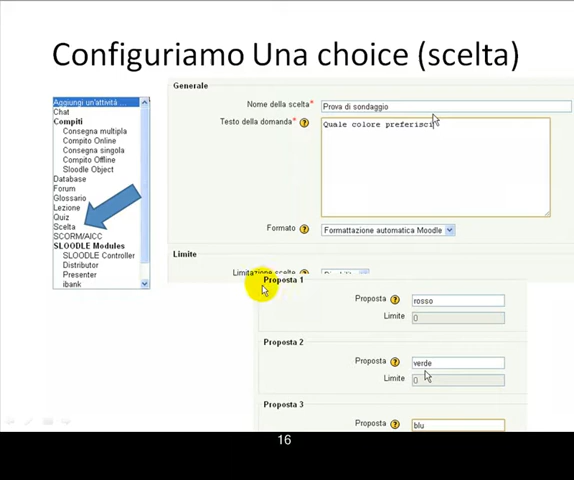 Configuriamo Una choice (scelta)
Aggiungi un'attività ...
Chat
Compiti
Consegna multipla
Compito Online
Consegna singola
Compito Offline
Sloodle Object
Database
Forum
Glossario
Lezione
Quiz
Scelta
SCORM/AICC
SLOODLE Modules
SLOODLE Controller
Distributor
Presenter
ibank
Generale
Nome della scelta* Prova di sondaggio
Testo della domanda* Quale colore preferisci
Formato Formattazione automatica Moodle
Limite
Limitazione scelte
Proposta 1
Proposta rosso
Limite 0
Proposta 2
Proposta verde
Limite 0
Proposta 3
Proposta blu
16